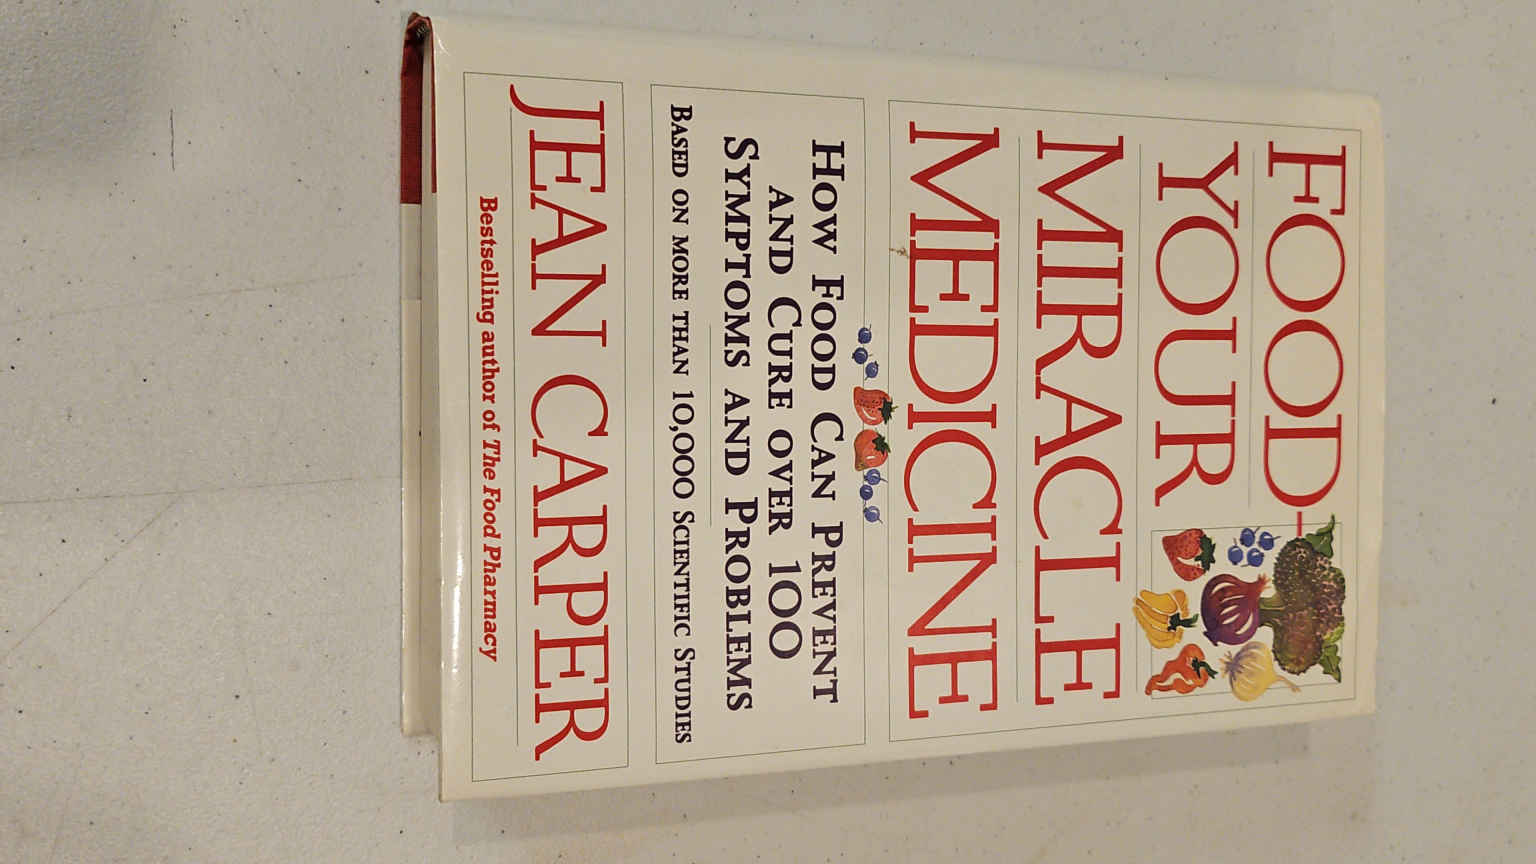 FOOD-
YOUR
MIRACLE
MEDICINE
HOW FOOD CAN PREVENT
AND CURE OVER 100
SYMPTOMS AND PROBLEMS
BASED ON MORE THAN 10,000 SCIENTIFIC STUDIES
JEAN CARPER
Bestselling author of The Food Pharmacy